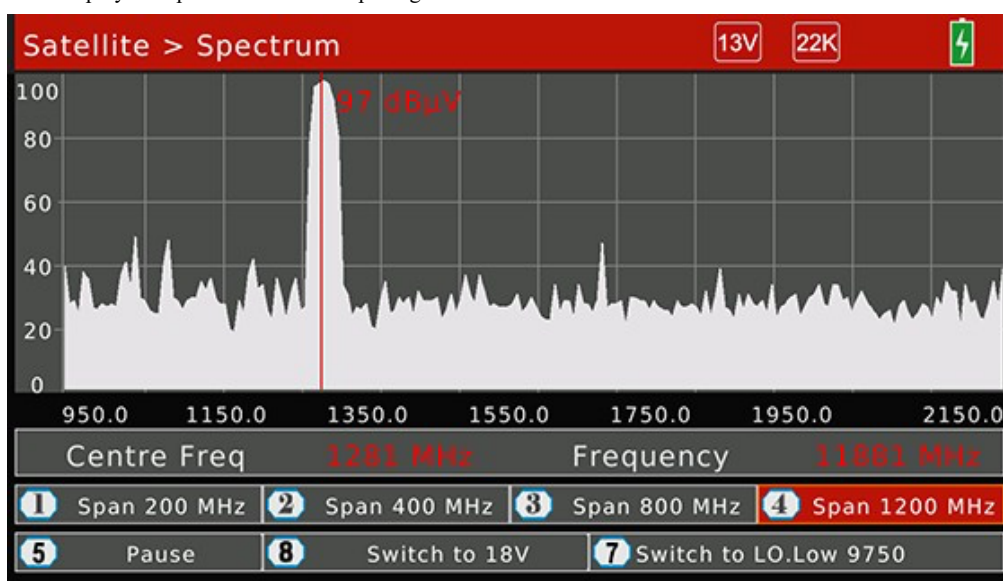 Satellite > Spectrum 13V 22K
100
97 dBµV
80
60
40
20
0
950.0 1150.0 1350.0 1550.0 1750.0 1950.0 2150.0
Centre Freq 1281 MHz Frequency 11881 MHz
1 Span 200 MHz 2 Span 400 MHz 3 Span 800 MHz 4 Span 1200 MHz
5 Pause 8 Switch to 18V 7 Switch to LO.Low 9750